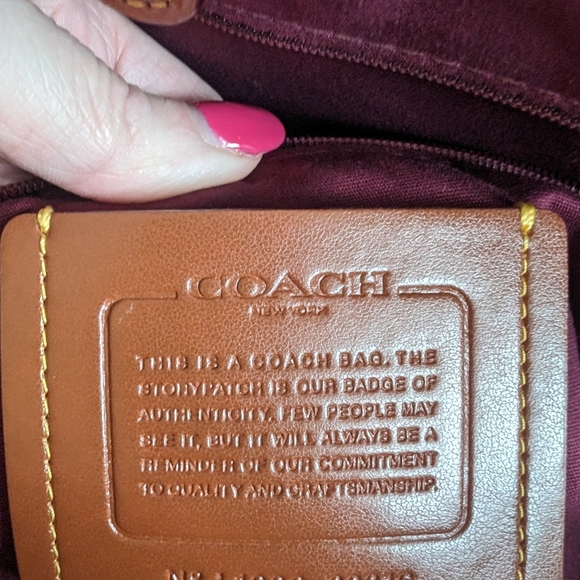 COACH
NEW YORK
THIS IS A COACH BAG. THE
STORYPATCH IS OUR BADGE OF
AUTHENTICITY. FEW PEOPLE MAY
SEE IT, BUT IT WILL ALWAYS BE A
REMINDER OF OUR COMMITMENT
TO QUALITY AND CRAFTSMANSHIP.